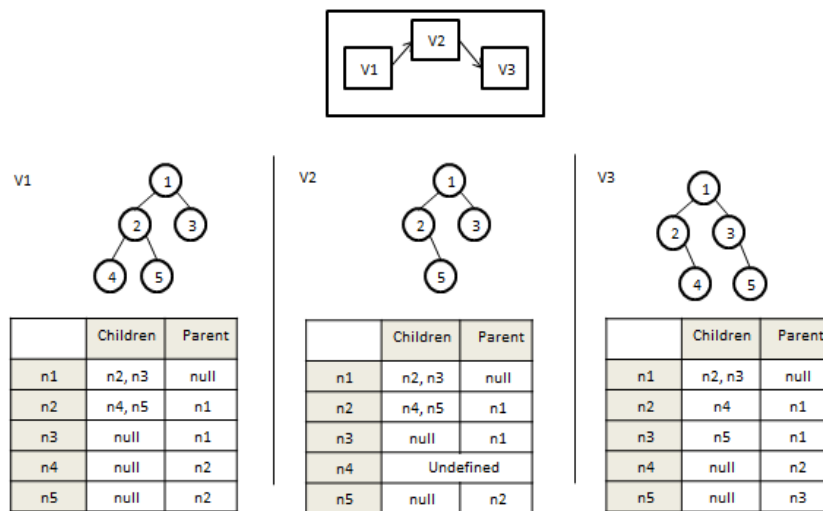 V2
V1
V3
V1
1
2
3
4
5
Children
Parent
n1
n2, n3
null
n2
n4, n5
n1
n3
null
n1
n4
null
n2
n5
null
n2
V2
1
2
3
5
Children
Parent
n1
n2, n3
null
n2
n4, n5
n1
n3
null
n1
n4
Undefined
n5
null
n2
V3
1
2
3
4
5
Children
Parent
n1
n2, n3
null
n2
n4
n1
n3
n5
n1
n4
null
n2
n5
null
n3